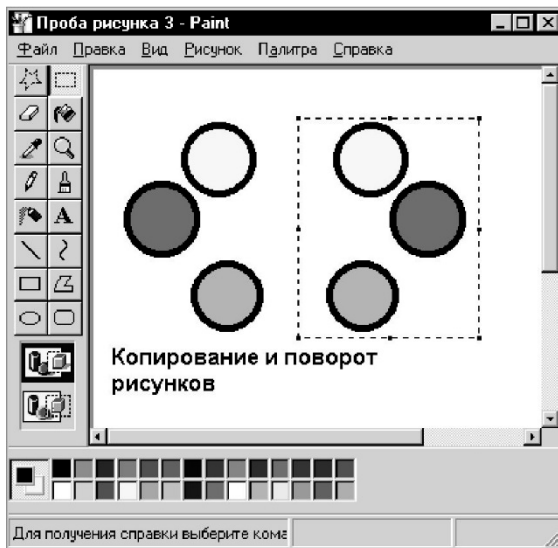 Проба рисунка 3 - Paint
Файл Правка Вид Рисунок Палитра Справка
A
Копирование и поворот
рисунков
Для получения справки выберите кома